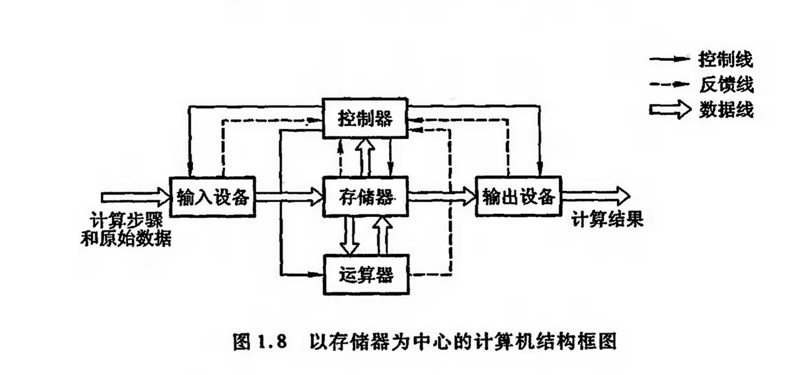 控制线
反馈线
数据线
控制器
输入设备
存储器
输出设备
计算步骤
和原始数据
计算结果
运算器
图1.8 以存储器为中心的计算机结构框图